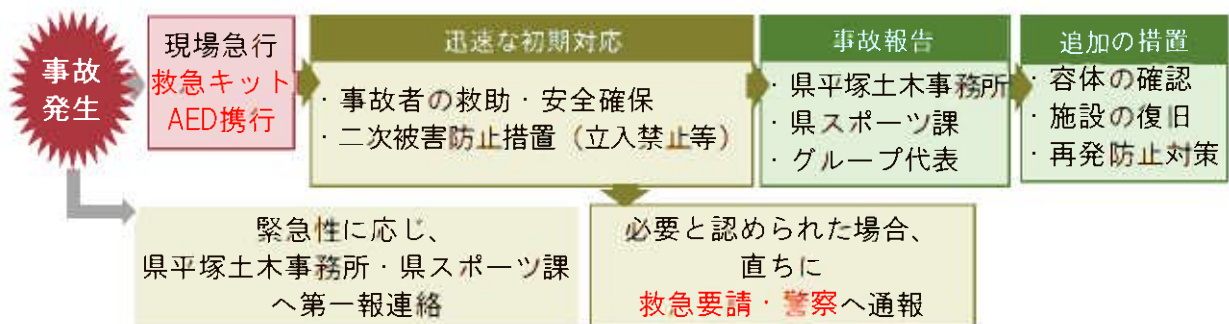 事故
発生
現場急行
救急キット
AED携行
迅速な初期対応
・事故者の救助・安全確保
・二次被害防止措置（立入禁止等）
事故報告
・県平塚土木事務所
・県スポーツ課
・グループ代表
追加の措置
・容体の確認
・施設の復旧
・再発防止対策
緊急性に応じ、
県平塚土木事務所・県スポーツ課
へ第一報連絡
必要と認められた場合、
直ちに
救急要請・警察へ通報